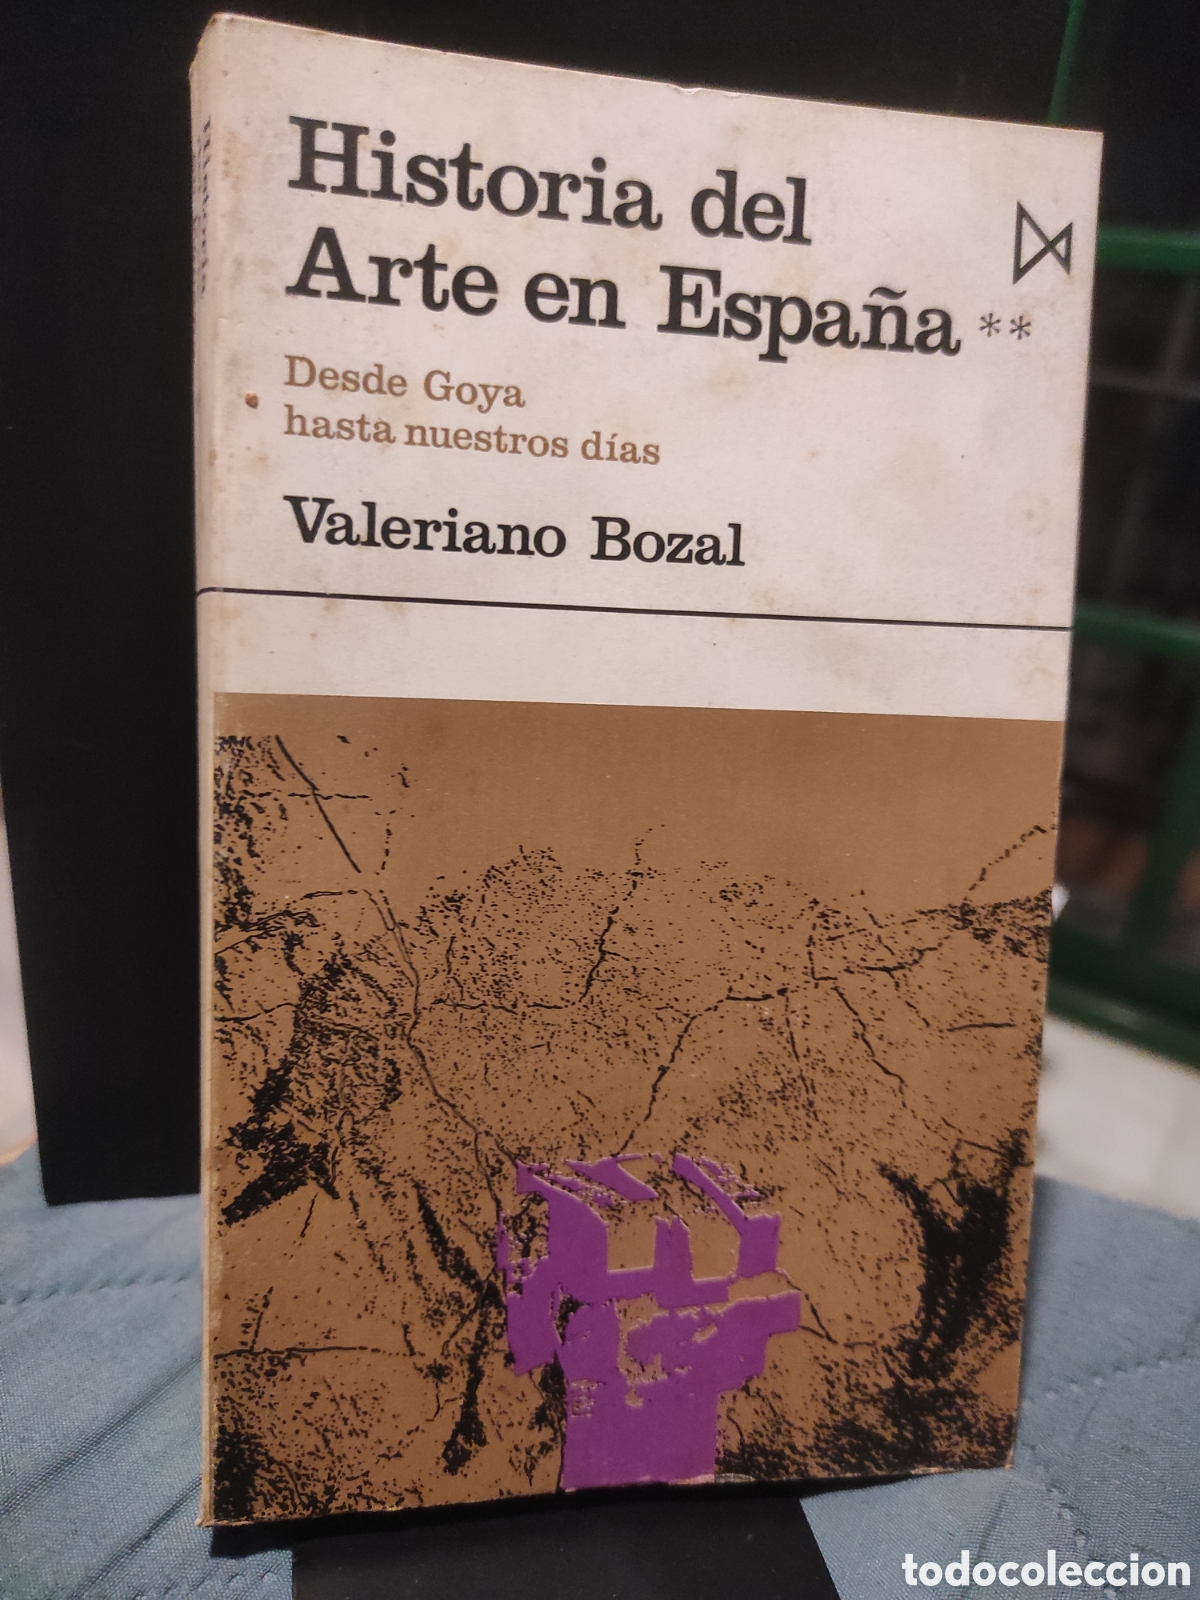 Historia del
Arte en España **
Desde Goya
hasta nuestros días
Valeriano Bozal
todocoleccion